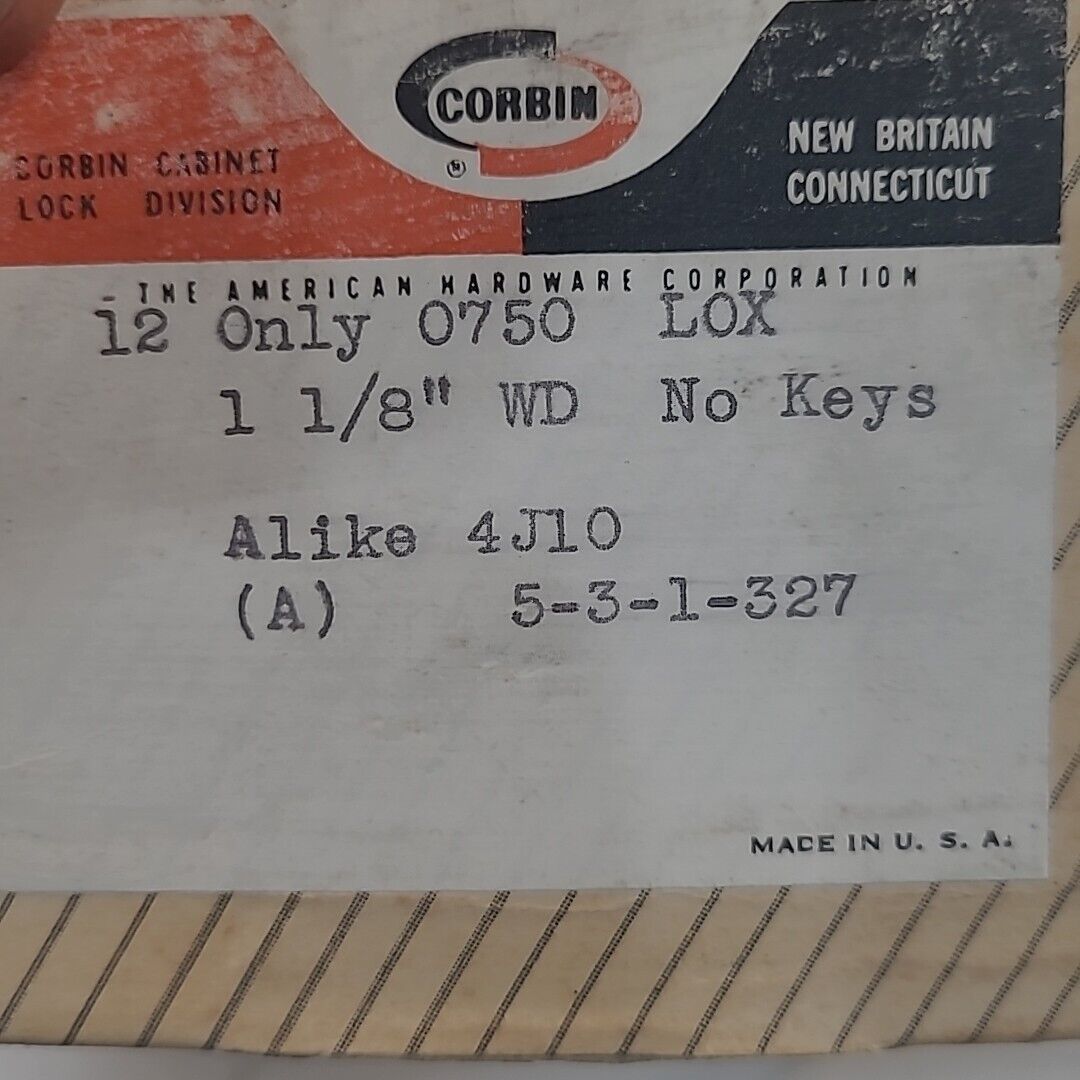 CORBIN
®
CORBIN CABINET
LOCK DIVISION
NEW BRITAIN
CONNECTICUT
THE AMERICAN HARDWARE CORPORATION
12 Only 0750 LOX
1 1/8" WD No Keys
Alike 4J10
(A) 5-3-1-327
MADE IN U. S. A.